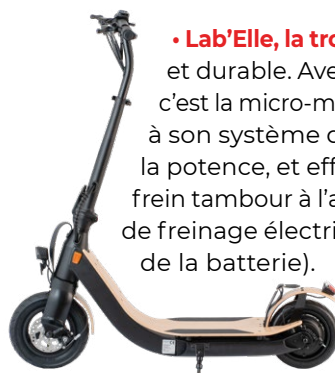 • Lab’Elle, la tro
et durable. Ave
c’est la micro-m
à son système d
la potence, et eff
frein tambour à l’a
de freinage électri
de la batterie).